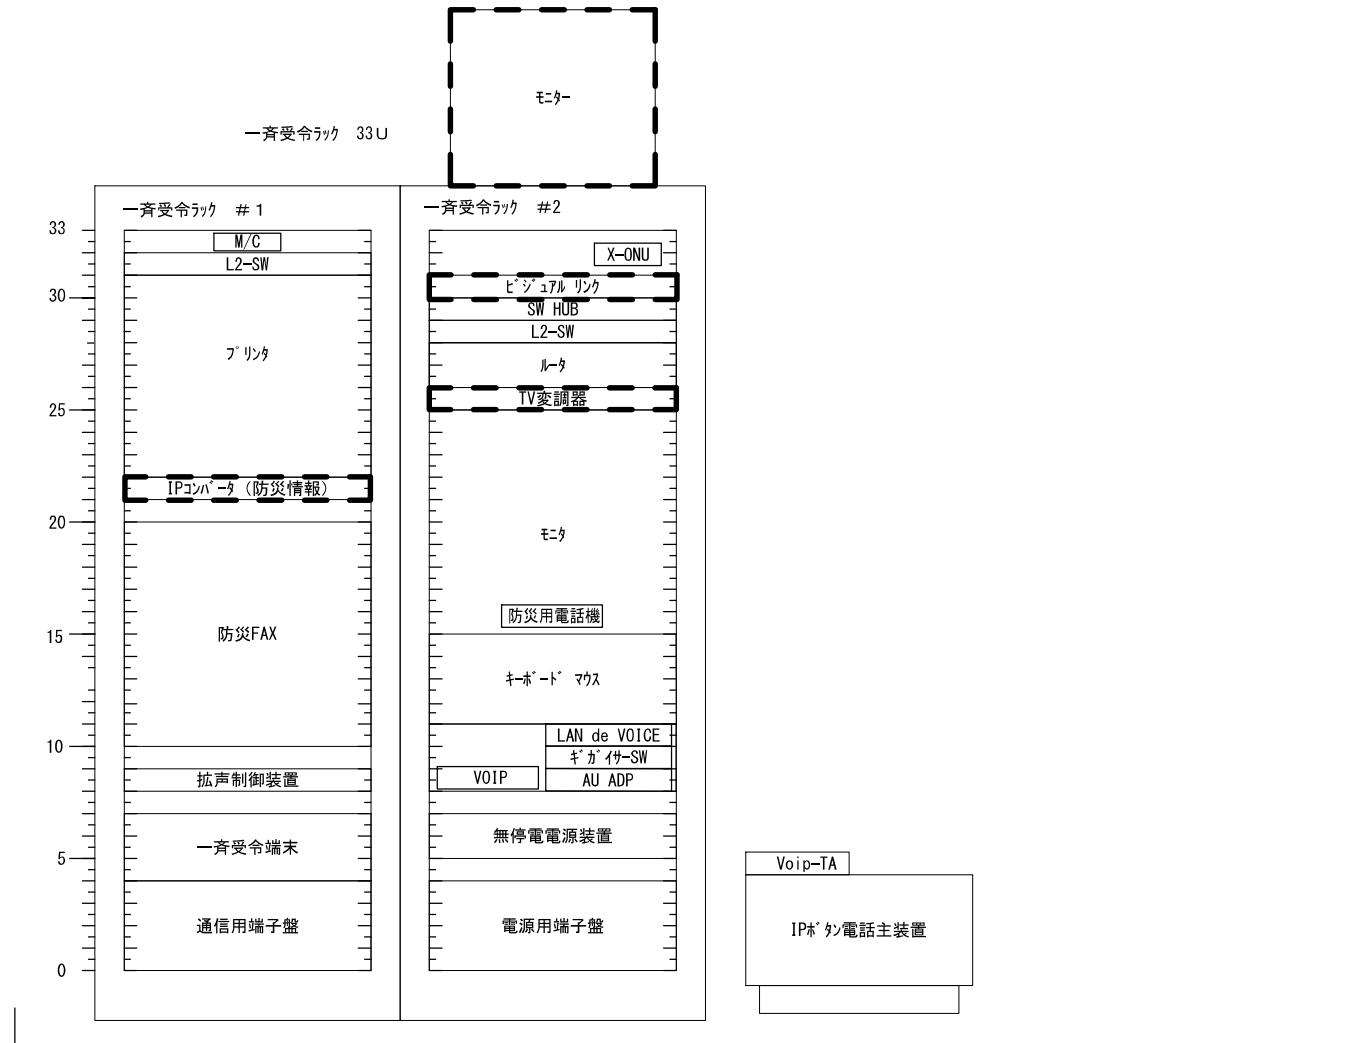 モニター
一斉受令ラック　33U
一斉受令ラック　＃１
一斉受令ラック　#2
33
30
25
20
15
10
5
0
M/C
L2-SW
プリンタ
IPコンバータ（防災情報）
防災FAX
拡声制御装置
一斉受令端末
通信用端子盤
X-ONU
ビジュアル リンク
SW HUB
L2-SW
ルータ
TV変調器
モニタ
防災用電話機
キーボード マウス
LAN de VOICE
ギガイサーSW
VOIP
AU ADP
無停電電源装置
電源用端子盤
Voip-TA
IPボタン電話主装置